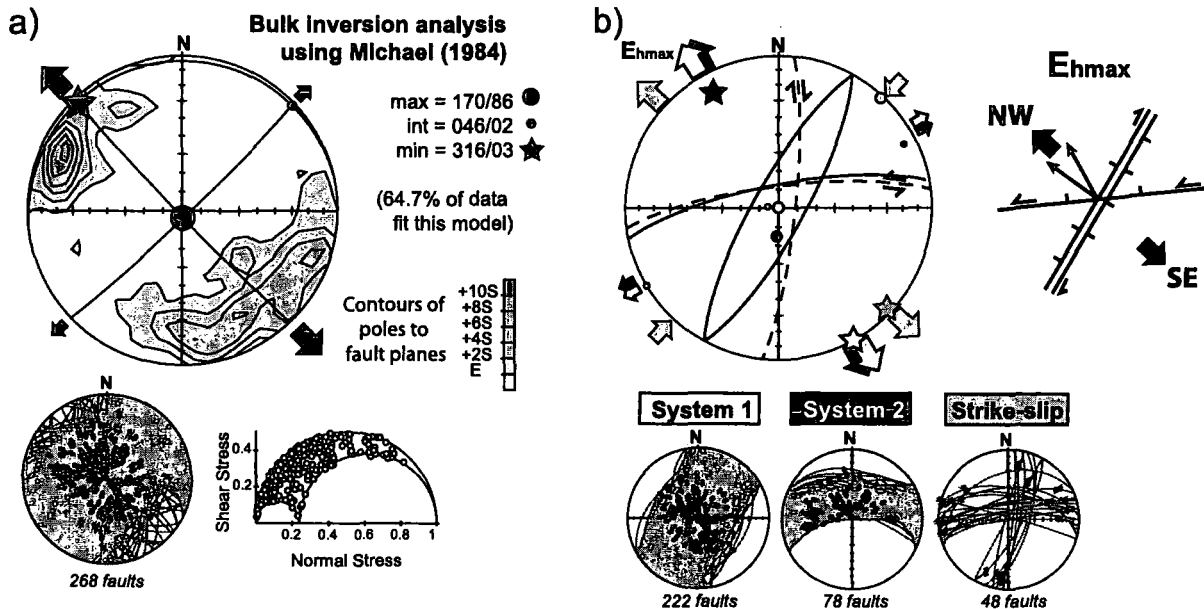 a)
Bulk inversion analysis
using Michael (1984)
N
max = 170/86
int = 046/02
min = 316/03
(64.7% of data
fit this model)
Contours of
poles to
fault planes
+10S
+8S
+6S
+4S
+2S
E
N
268 faults
Shear Stress
0.4
0.2
0.2 0.4 0.6 0.8 1
Normal Stress
b)
N
Ehmax
Ehmax
NW
SE
System 1
System 2
Strike-slip
N
N
N
222 faults
78 faults
48 faults